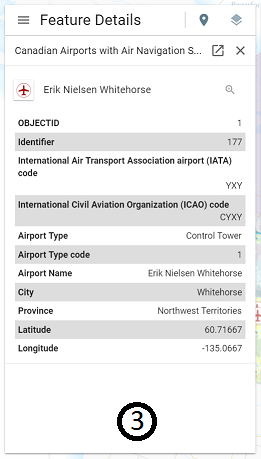 Feature Details
Canadian Airports with Air Navigation S...
Erik Nielsen Whitehorse
OBJECTID 1
Identifier 177
International Air Transport Association airport (IATA)
code
YXY
International Civil Aviation Organization (ICAO) code
CYXY
Airport Type Control Tower
Airport Type code 1
Airport Name Erik Nielsen Whitehorse
City Whitehorse
Province Northwest Territories
Latitude 60.71667
Longitude -135.0667
3